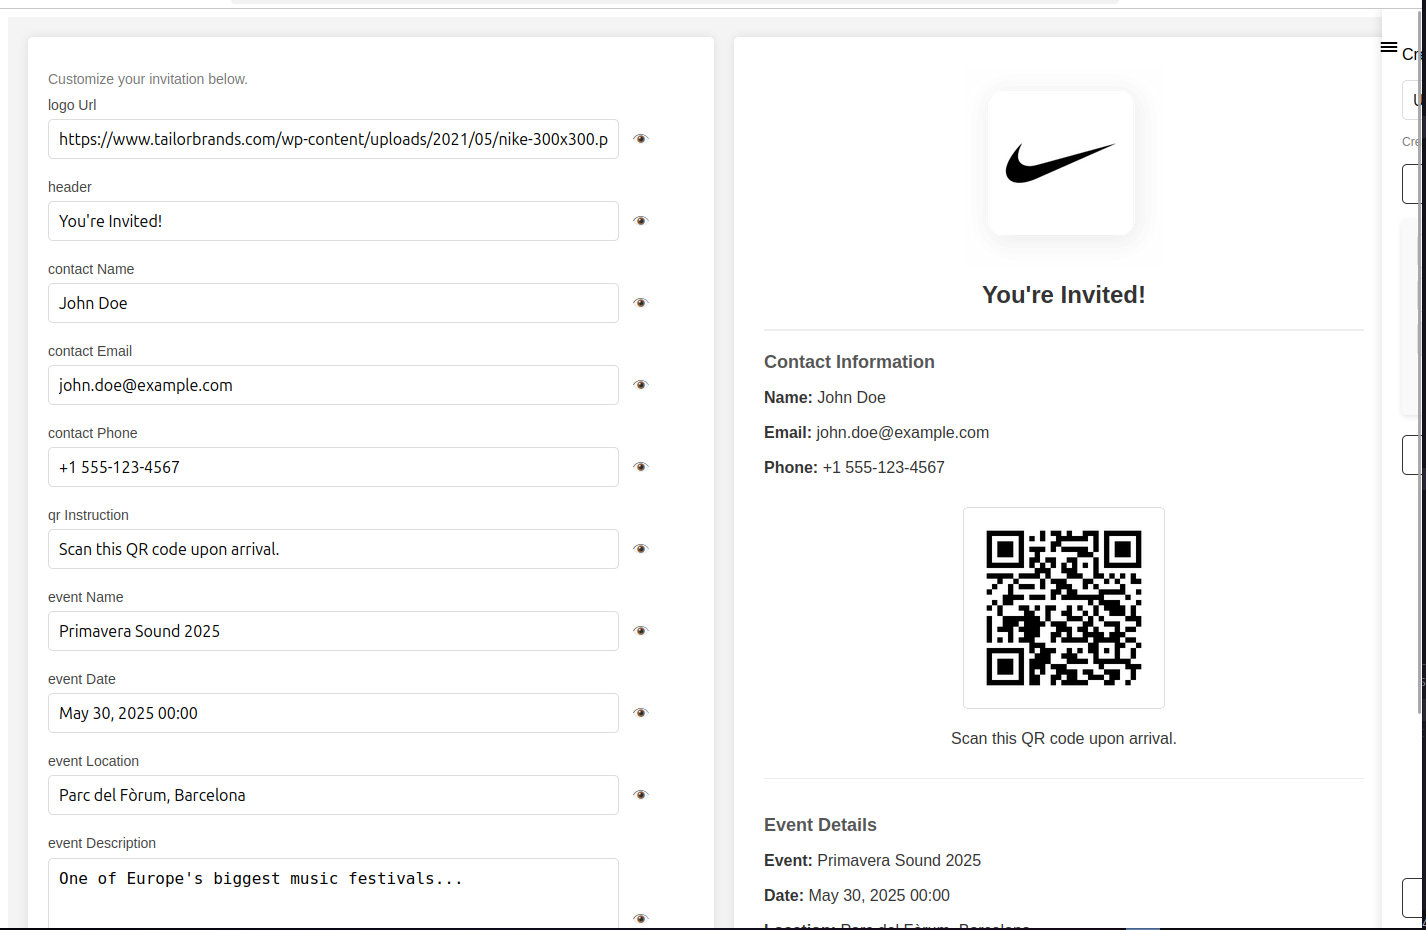 Customize your invitation below.
logo Url
https://www.tailorbrands.com/wp-content/uploads/2021/05/nike-300x300.p
header
You're Invited!
contact Name
John Doe
contact Email
john.doe@example.com
contact Phone
+1 555-123-4567
qr Instruction
Scan this QR code upon arrival.
event Name
Primavera Sound 2025
event Date
May 30, 2025 00:00
event Location
Parc del Fòrum, Barcelona
event Description
One of Europe's biggest music festivals...
You're Invited!
Contact Information
Name: John Doe
Email: john.doe@example.com
Phone: +1 555-123-4567
Scan this QR code upon arrival.
Event Details
Event: Primavera Sound 2025
Date: May 30, 2025 00:00
Location: Parc del Fòrum, Barcelona